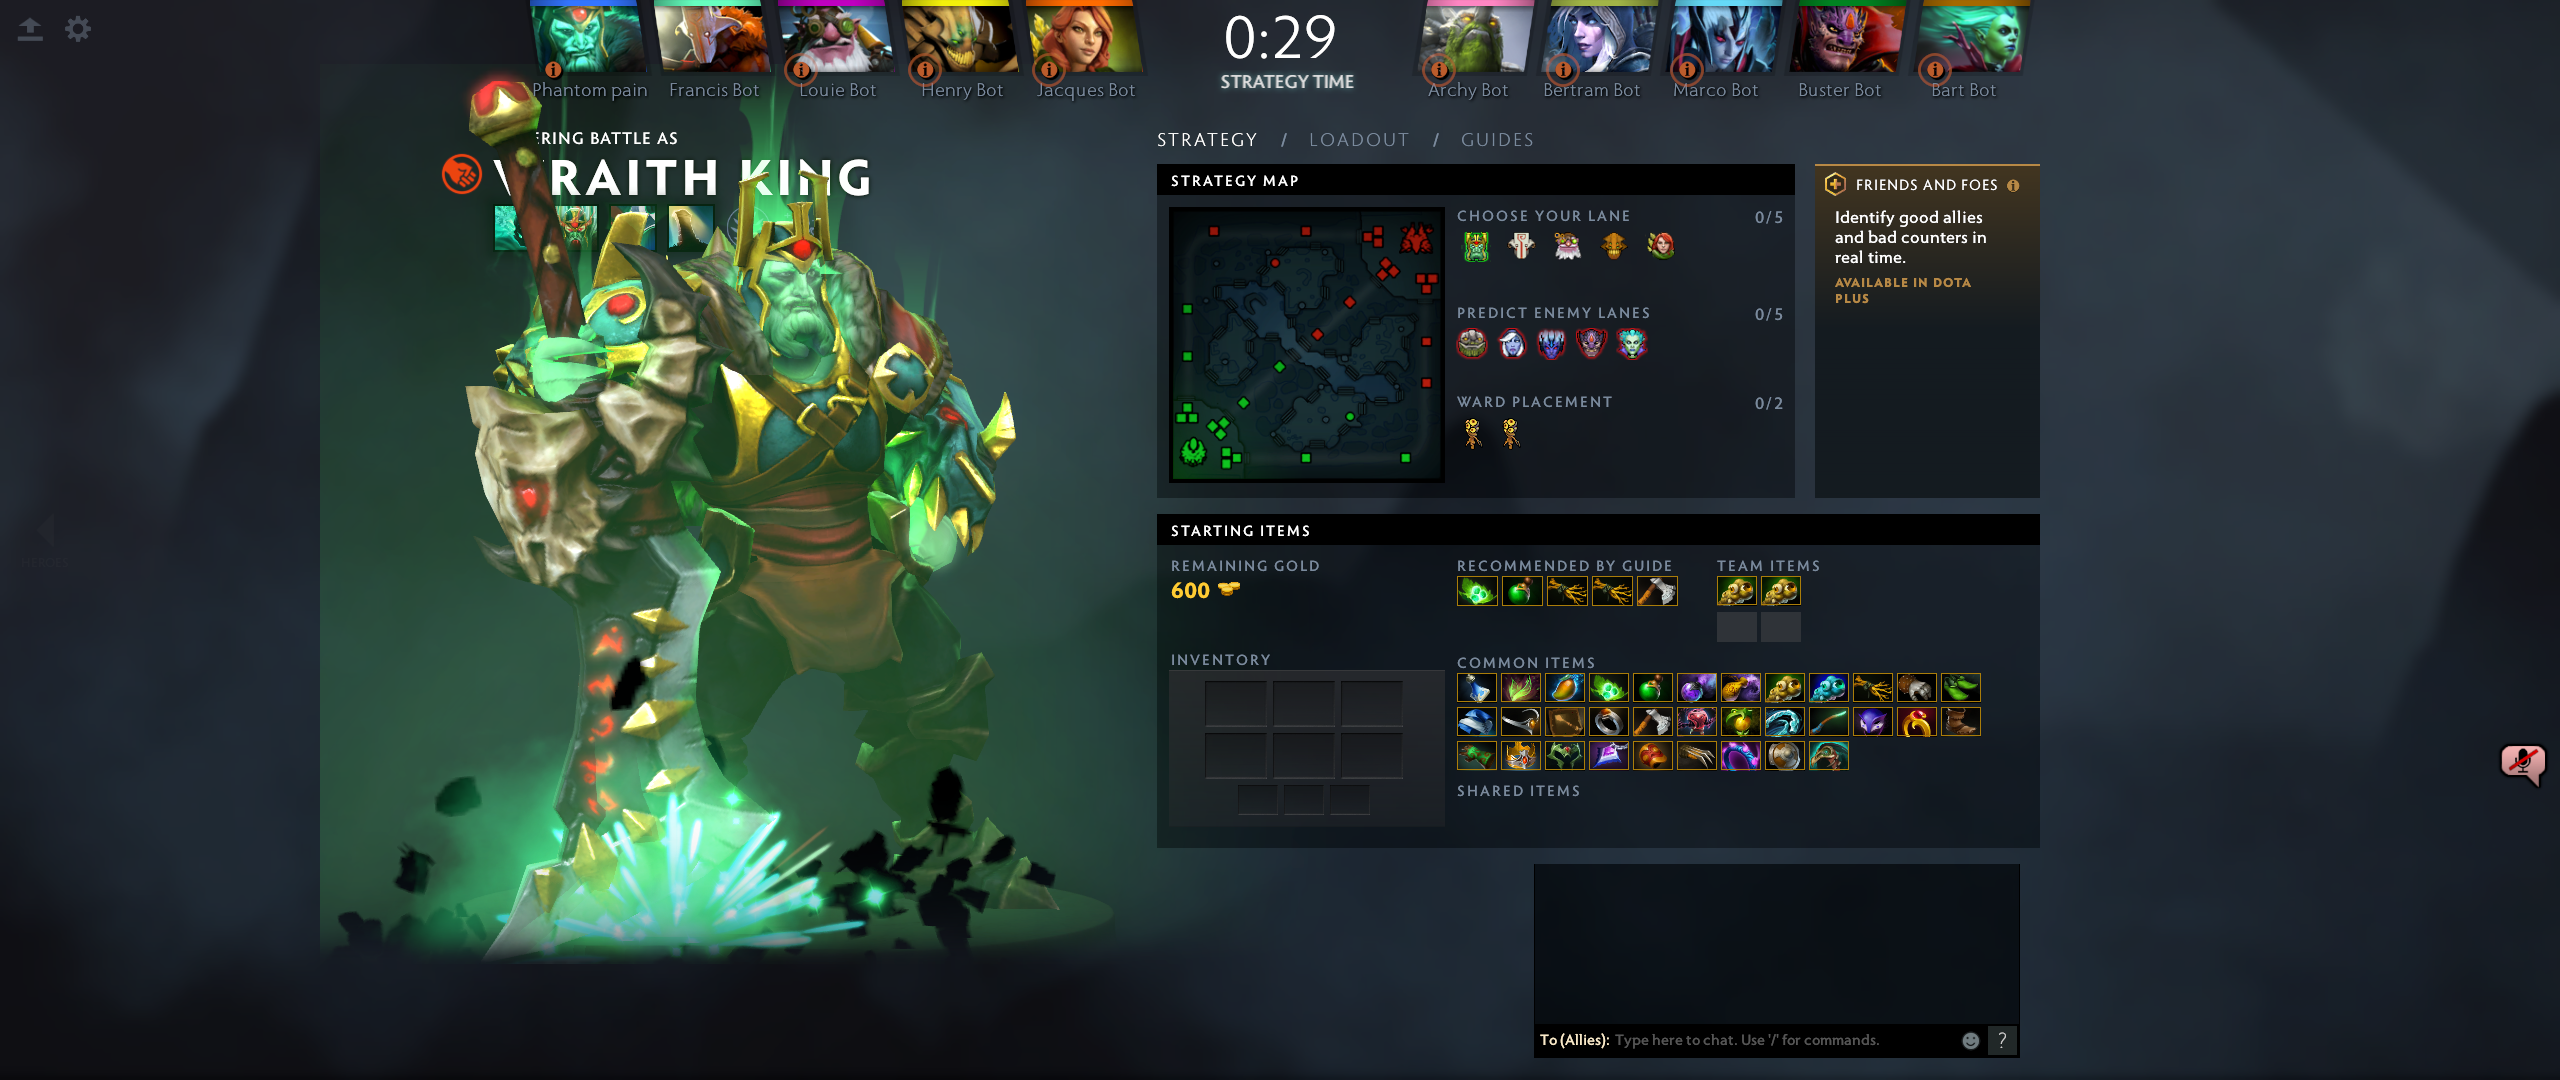 0:29
STRATEGY TIME
Phantom pain
Francis Bot
Louie Bot
Henry Bot
Jacques Bot
Archy Bot
Bertram Bot
Marco Bot
Buster Bot
Bart Bot
ERING BATTLE AS
WRAITH KING
STRATEGY / LOADOUT / GUIDES
STRATEGY MAP
CHOOSE YOUR LANE 0/5
PREDICT ENEMY LANES 0/5
WARD PLACEMENT 0/2
FRIENDS AND FOES
Identify good allies
and bad counters in
real time.
AVAILABLE IN DOTA
PLUS
STARTING ITEMS
REMAINING GOLD
600
RECOMMENDED BY GUIDE
TEAM ITEMS
INVENTORY
COMMON ITEMS
SHARED ITEMS
To (Allies): Type here to chat. Use '/' for commands.
?